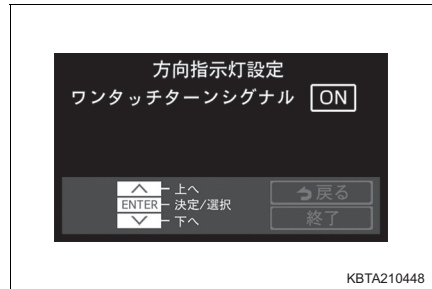 方向指示灯設定
ワンタッチターンシグナル ON
上へ
ENTER 決定/選択
下へ
戻る
終了
KBTA210448